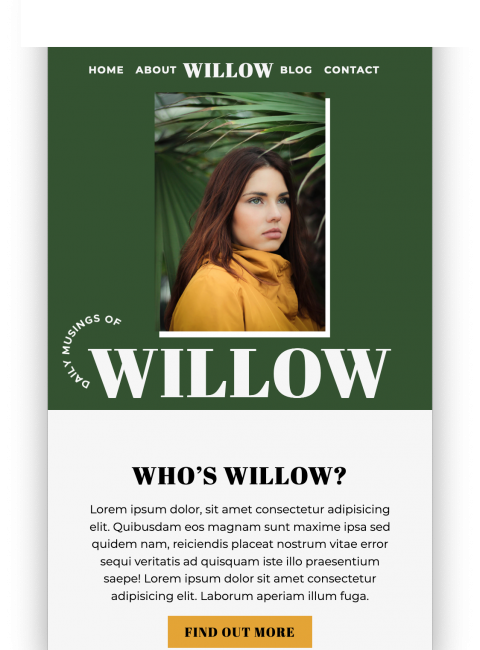 HOME ABOUT WILLOW BLOG CONTACT
DAILY MUSINGS OF
WILLOW
WHO'S WILLOW?
Lorem ipsum dolor, sit amet consectetur adipisicing
elit. Quibusdam eos magnam sunt maxime ipsa sed
quidem nam, reiciendis placeat nostrum vitae error
sequi veritatis ad quisquam iste illo praesentium
saepe! Lorem ipsum dolor sit amet consectetur
adipisicing elit. Laborum aperiam illum fuga.
FIND OUT MORE